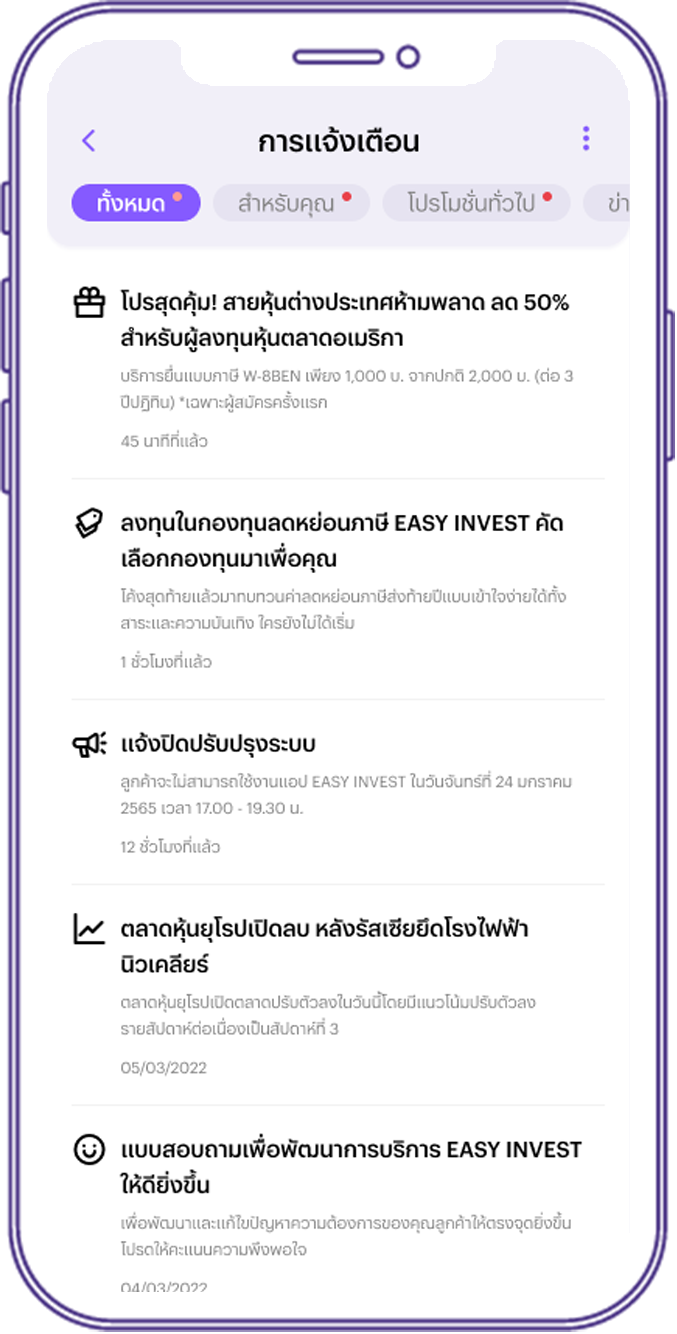 การแจ้งเตือน
ทั้งหมด สำหรับคุณ โปรโมชั่นทั่วไป ข่า
โปรสุดคุ้ม! สายหุ้นต่างประเทศห้ามพลาด ลด 50%
สำหรับผู้ลงทุนหุ้นตลาดอเมริกา
บริการยื่นแบบภาษี W-8BEN เพียง 1,000 บ. จากปกติ 2,000 บ. (ต่อ 3
ปีปฏิทิน) *เฉพาะผู้สมัครครั้งแรก
45 นาทีที่แล้ว
ลงทุนในกองทุนลดหย่อนภาษี EASY INVEST คัด
เลือกกองทุนมาเพื่อคุณ
โค้งสุดท้ายแล้วมาทบทวนค่าลดหย่อนภาษีส่งท้ายปีแบบเข้าใจง่ายได้ทั้ง
สาระและความบันเทิง ใครยังไม่ได้เริ่ม
1 ชั่วโมงที่แล้ว
แจ้งปิดปรับปรุงระบบ
ลูกค้าจะไม่สามารถใช้งานแอป EASY INVEST ในวันจันทร์ที่ 24 มกราคม
2565 เวลา 17.00 - 19.30 น.
12 ชั่วโมงที่แล้ว
ตลาดหุ้นยุโรปเปิดลบ หลังรัสเซียยึดโรงไฟฟ้า
นิวเคลียร์
ตลาดหุ้นยุโรปเปิดตลาดปรับตัวลงในวันนี้โดยมีแนวโน้มปรับตัวลง
รายสัปดาห์ต่อเนื่องเป็นสัปดาห์ที่ 3
05/03/2022
แบบสอบถามเพื่อพัฒนาการบริการ EASY INVEST
ให้ดียิ่งขึ้น
เพื่อพัฒนาและแก้ไขปัญหาความต้องการของคุณลูกค้าให้ตรงจุดยิ่งขึ้น
โปรดให้คะแนนความพึงพอใจ
04/03/2022